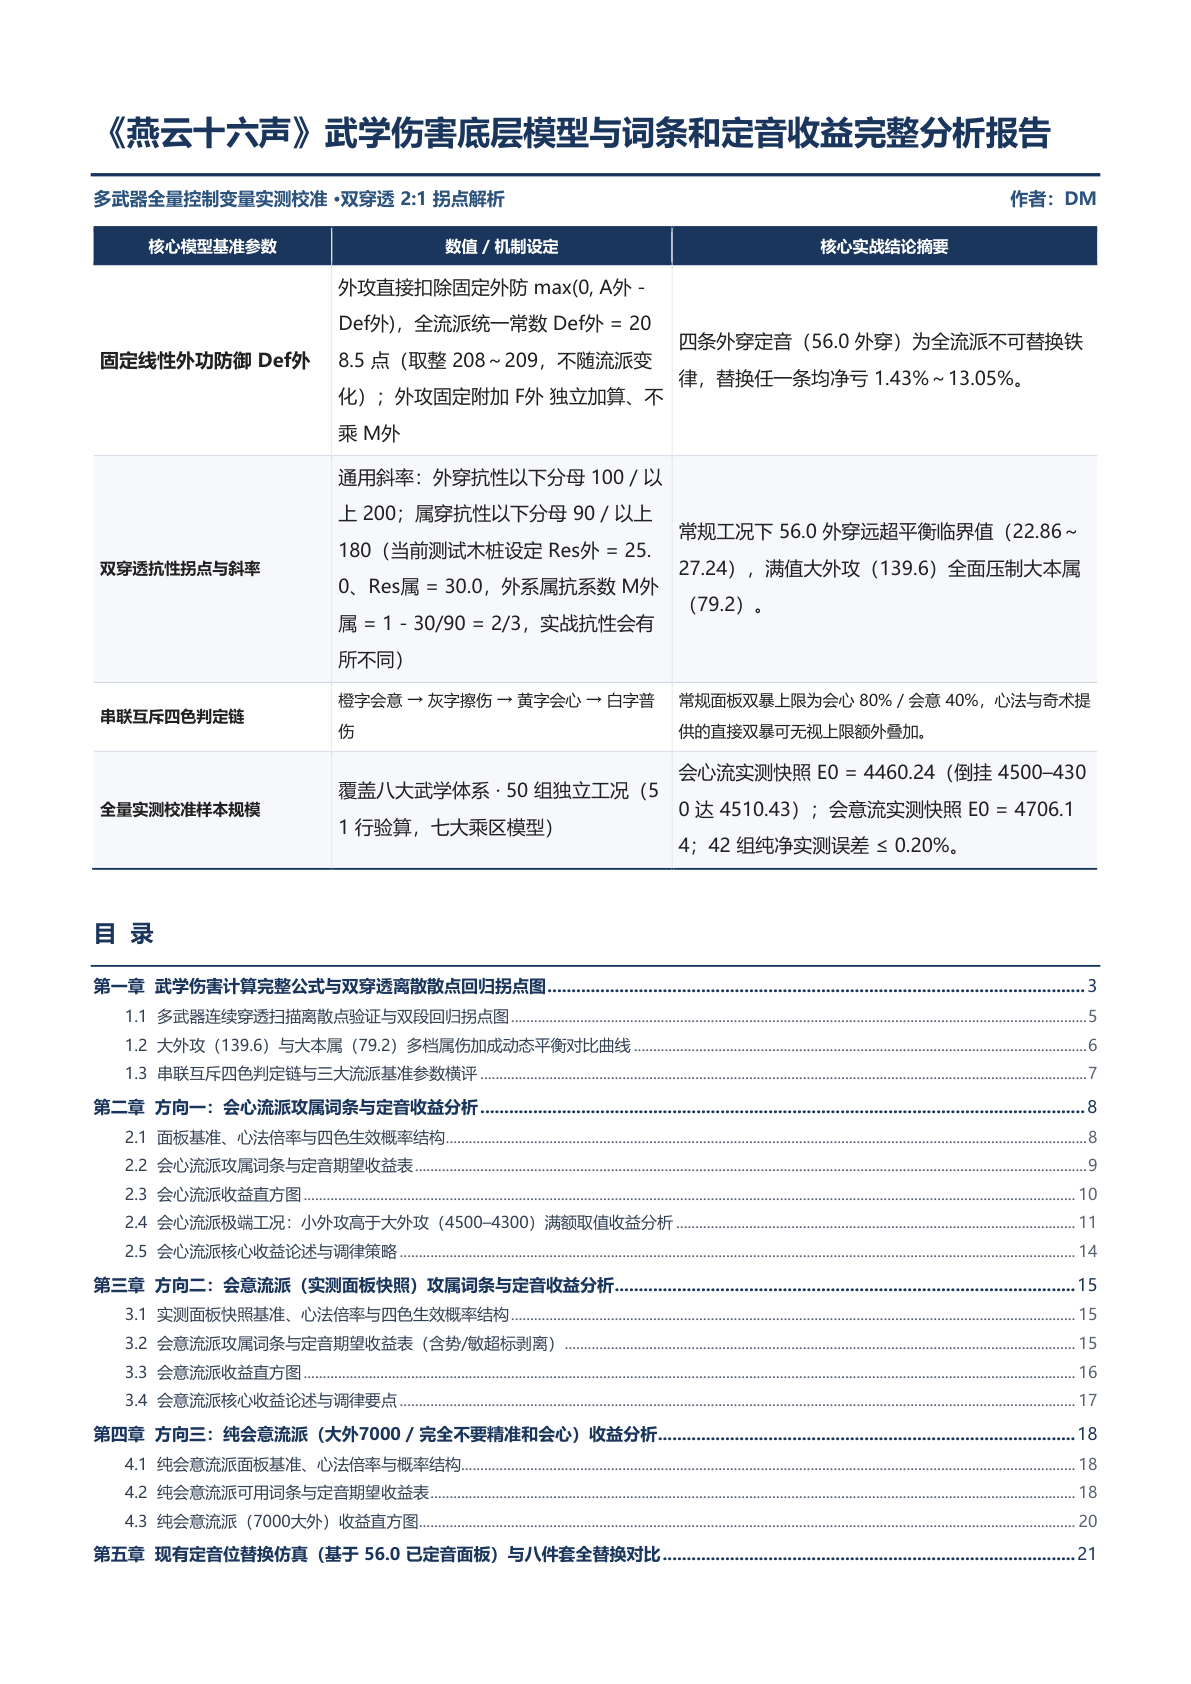 《燕云十六声》武学伤害底层模型与词条和定音收益完整分析报告
多武器全量控制变量实测校准 •双穿透 2:1 拐点解析 作者：DM
核心模型基准参数 数值 / 机制设定 核心实战结论摘要
固定线性外功防御 Def外
外攻直接扣除固定外防 max(0, A外 -
Def外)，全流派统一常数 Def外 = 20
8.5 点（取整 208～209，不随流派变
化）；外攻固定附加 F外 独立加算、不
乘 M外
四条外穿定音（56.0 外穿）为全流派不可替换铁
律，替换任一条均净亏 1.43%～13.05%。
双穿透抗性拐点与斜率
通用斜率：外穿抗性以下分母 100 / 以
上 200；属穿抗性以下分母 90 / 以上
180（当前测试木桩设定 Res外 = 25.
0、Res属 = 30.0，外系属抗系数 M外
属 = 1 - 30/90 = 2/3，实战抗性会有
所不同）
常规工况下 56.0 外穿远超平衡临界值（22.86～
27.24），满值大外攻（139.6）全面压制大本属
（79.2）。
串联互斥四色判定链
橙字会意 → 灰字擦伤 → 黄字会心 → 白字普
伤
常规面板双暴上限为会心 80% / 会意 40%，心法与奇术提
供的直接双暴可无视上限额外叠加。
全量实测校准样本规模
覆盖八大武学体系 · 50 组独立工况（5
1 行验算，七大乘区模型）
会心流实测快照 E0 = 4460.24（倒挂 4500–430
0 达 4510.43）；会意流实测快照 E0 = 4706.1
4；42 组纯净实测误差 ≤ 0.20%。
目 录
第一章 武学伤害计算完整公式与双穿透离散散点回归拐点图 3
1.1 多武器连续穿透扫描离散点验证与双段回归拐点图 5
1.2 大外攻（139.6）与大本属（79.2）多档属伤加成动态平衡对比曲线 6
1.3 串联互斥四色判定链与三大流派基准参数横评 7
第二章 方向一：会心流派攻属词条与定音收益分析 8
2.1 面板基准、心法倍率与四色生效概率结构 8
2.2 会心流派攻属词条与定音期望收益表 9
2.3 会心流派收益直方图 10
2.4 会心流派极端工况：小外攻高于大外攻（4500–4300）满额取值收益分析 11
2.5 会心流派核心收益论述与调律策略 14
第三章 方向二：会意流派（实测面板快照）攻属词条与定音收益分析 15
3.1 实测面板快照基准、心法倍率与四色生效概率结构 15
3.2 会意流派攻属词条与定音期望收益表（含势/敏超标剥离） 15
3.3 会意流派收益直方图 16
3.4 会意流派核心收益论述与调律要点 17
第四章 方向三：纯会意流派（大外7000 / 完全不要精准和会心）收益分析 18
4.1 纯会意流派面板基准、心法倍率与概率结构 18
4.2 纯会意流派可用词条与定音期望收益表 18
4.3 纯会意流派（7000大外）收益直方图 20
第五章 现有定音位替换仿真（基于 56.0 已定音面板）与八件套全替换对比 21